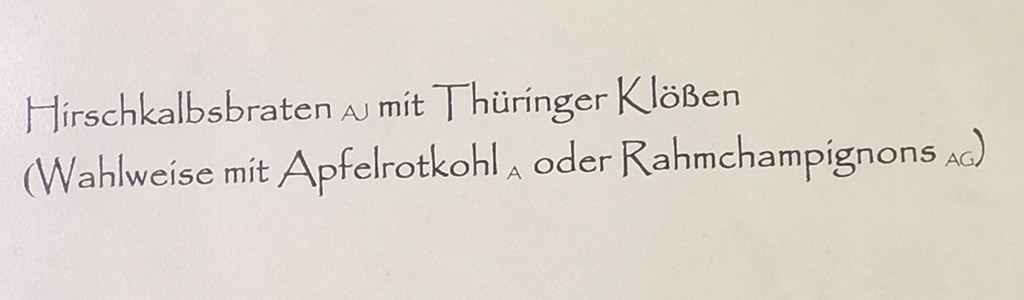 Hirschkalbsbraten AJ mit Thüringer Klößen
(Wahlweise mit Apfelrotkohl A oder Rahmchampignons AG)